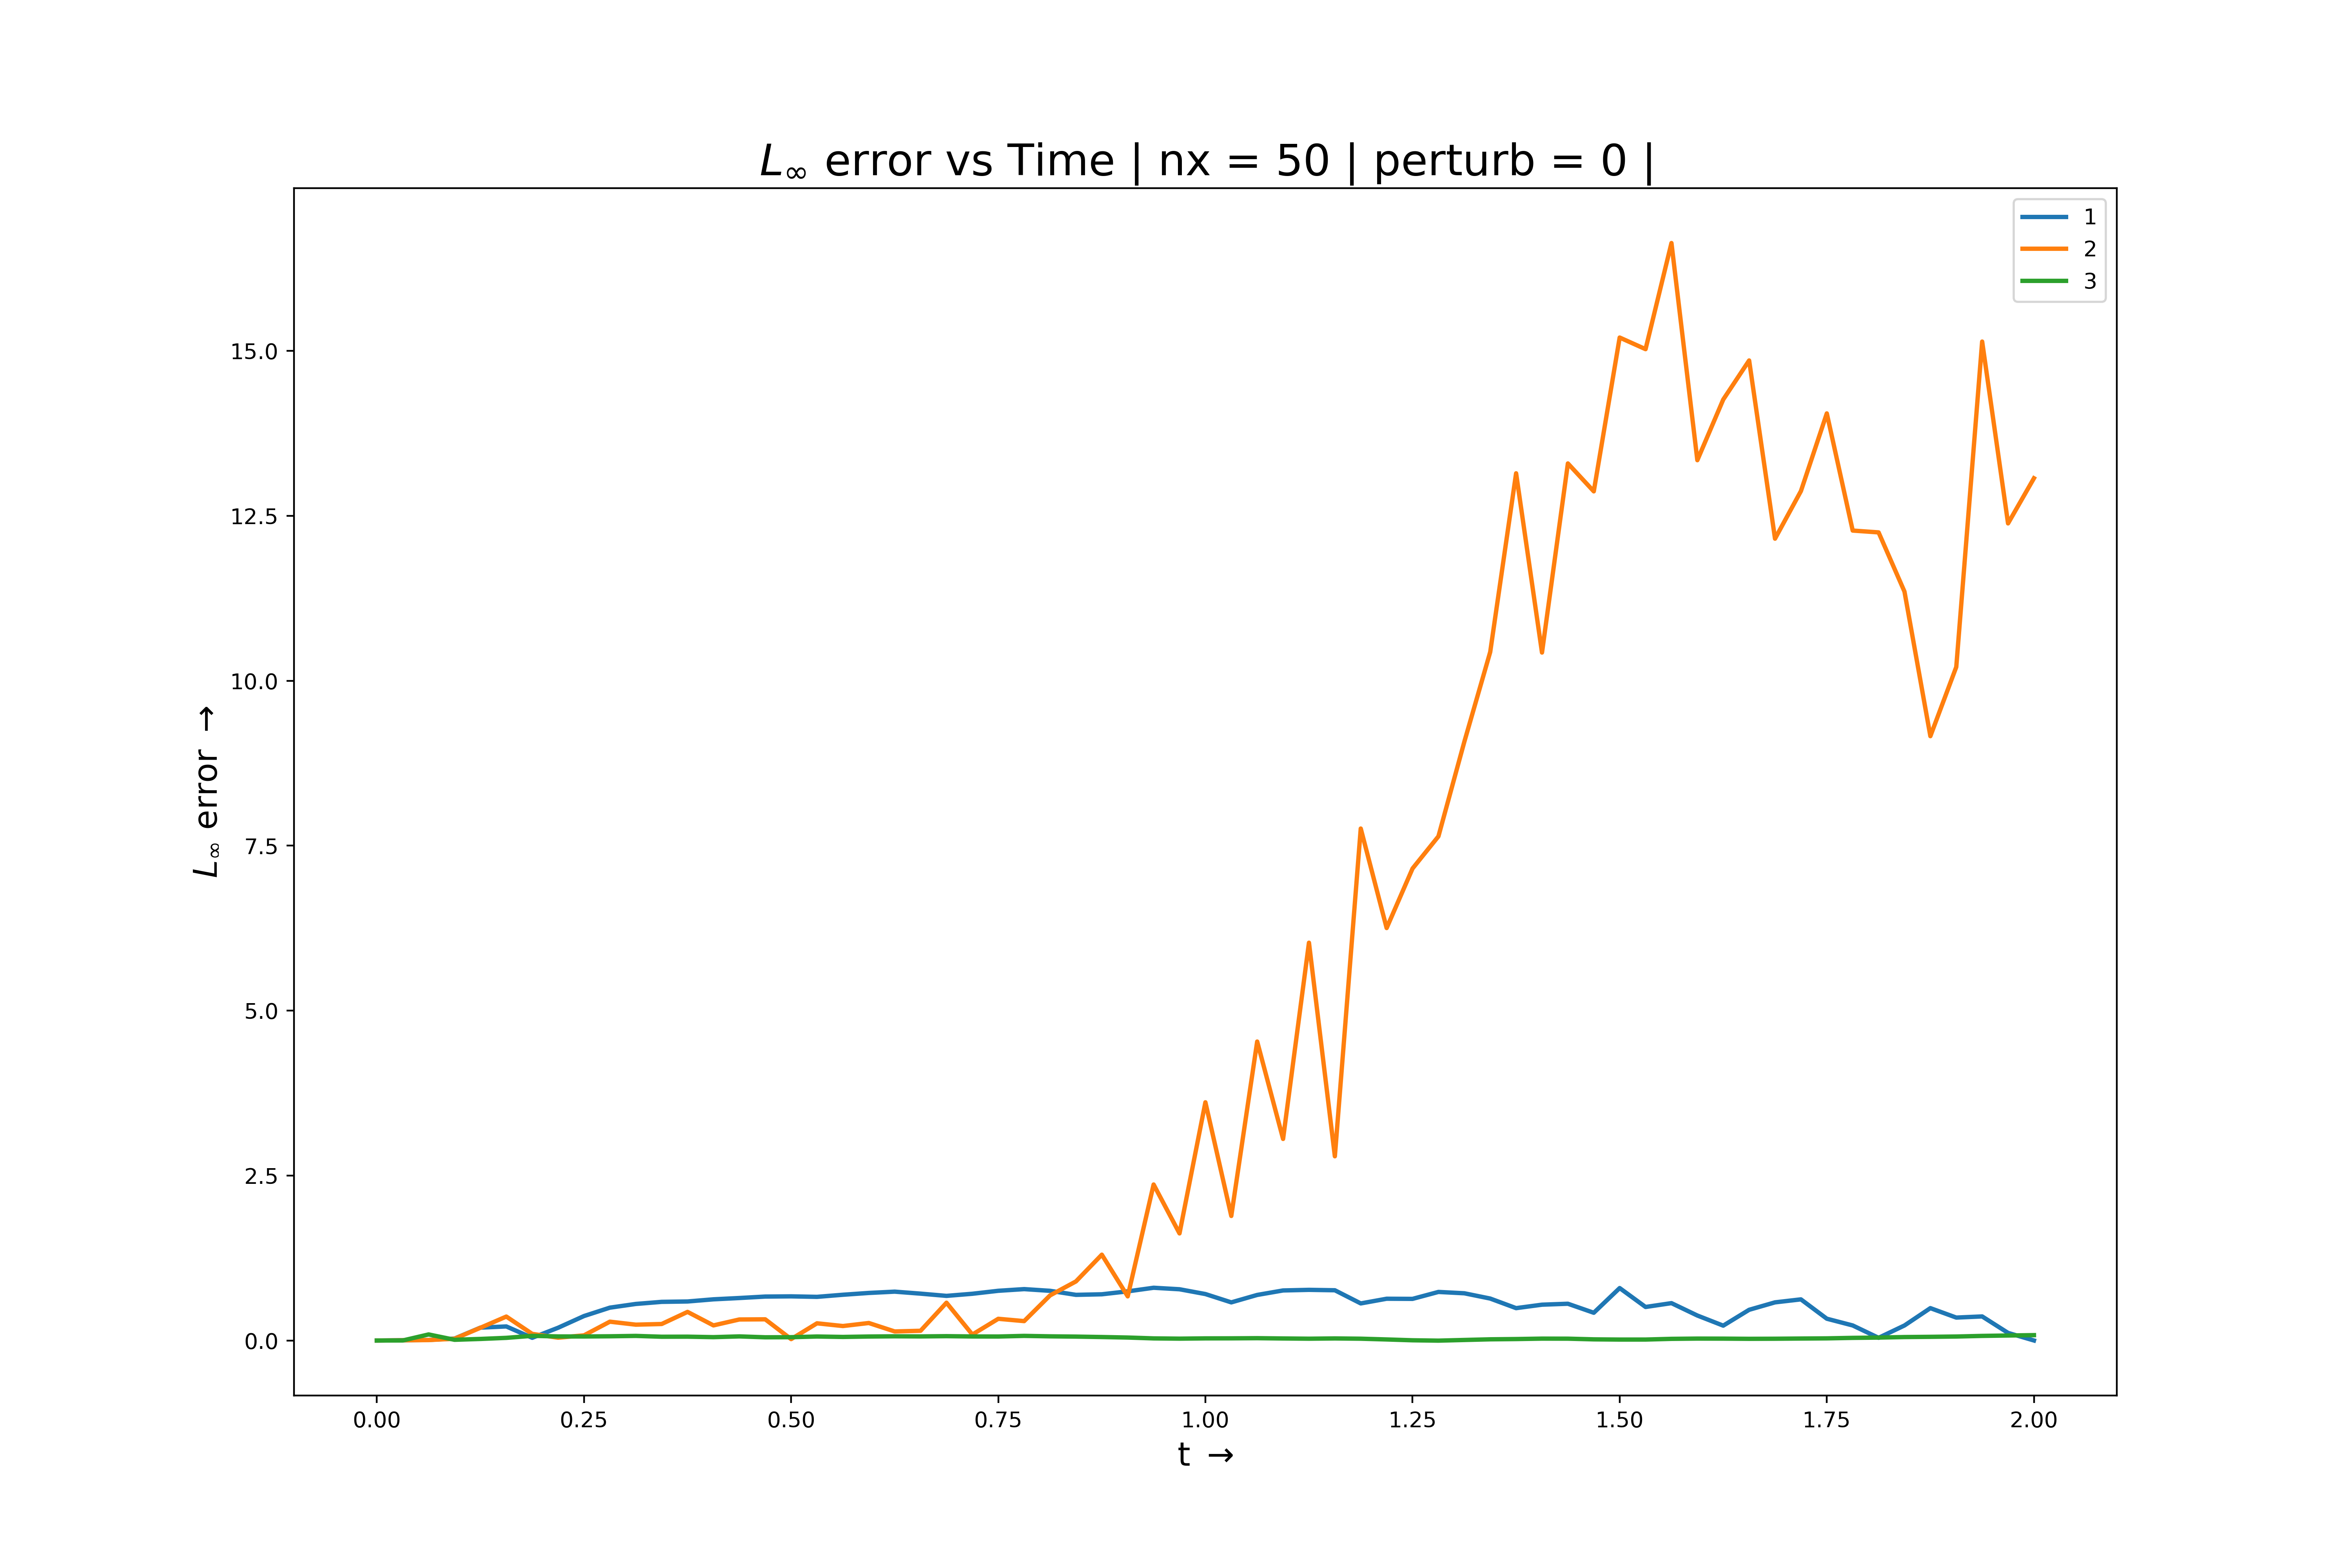 L∞ error vs Time | nx = 50 | perturb = 0 |
1
2
3
L∞ error →
15.0
12.5
10.0
7.5
5.0
2.5
0.0
0.00 0.25 0.50 0.75 1.00 1.25 1.50 1.75 2.00
t →